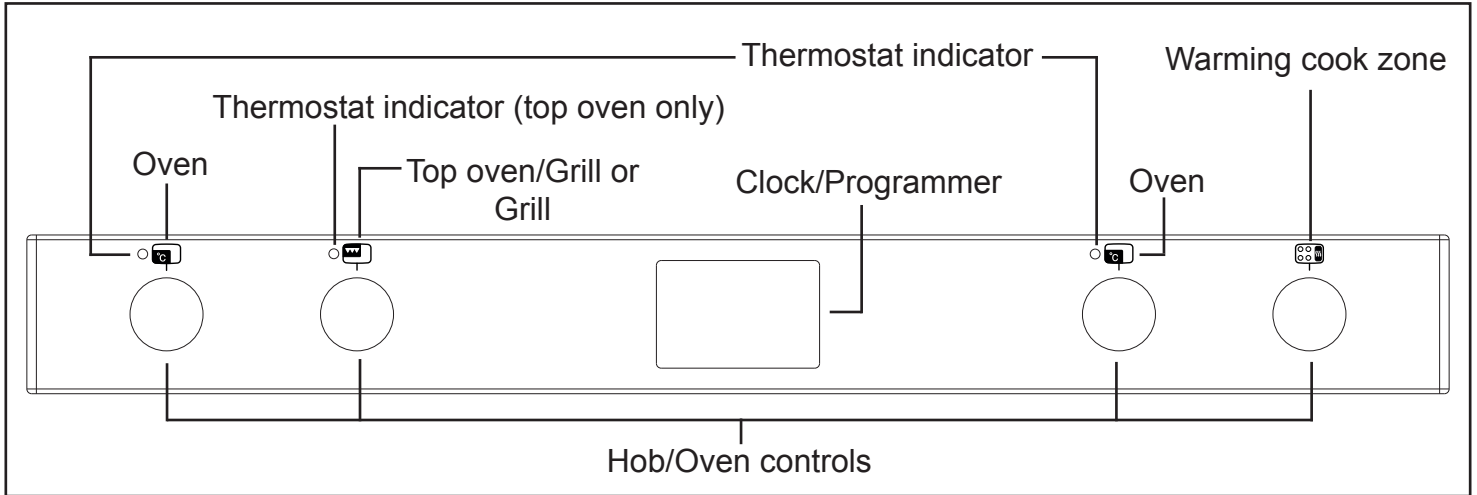 Thermostat indicator
Warming cook zone
Thermostat indicator (top oven only)
Oven
Top oven/Grill or
Grill
Clock/Programmer
Oven
°C
°C
Hob/Oven controls